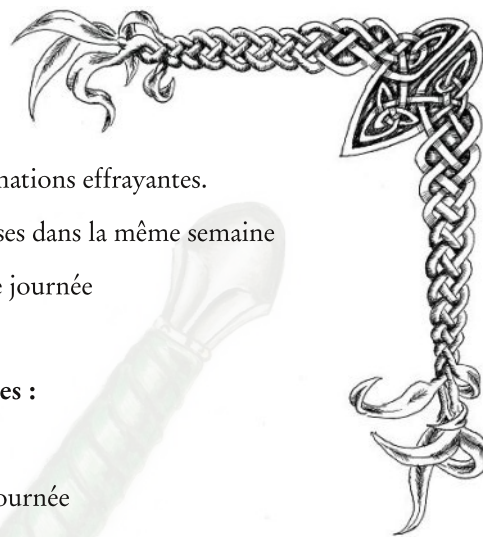 nations effrayantes.
ses dans la même semaine
e journée
es :
ournée